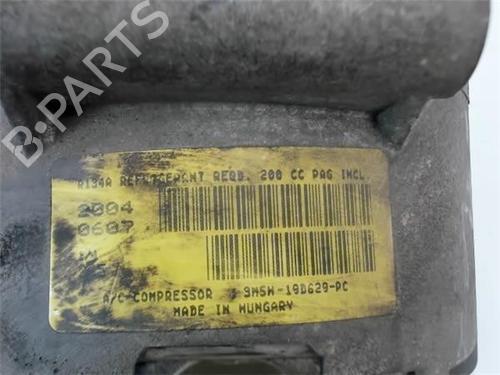 B-PARTS
R134A REFRIGERANT REQD. 200 CC PAG INCL.
2004
0607
A/C COMPRESSOR : 3M5H-19D629-PC
MADE IN HUNGARY